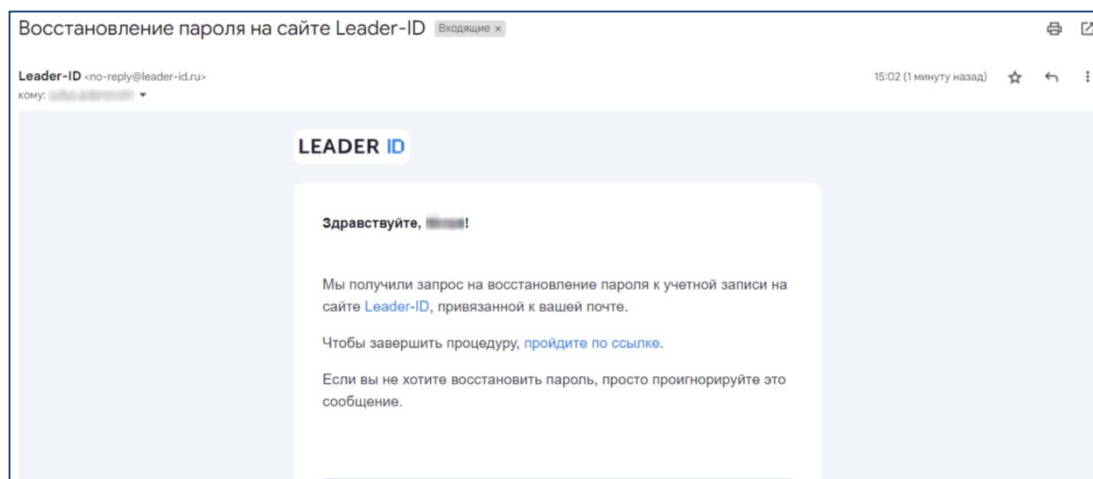 Восстановление пароля на сайте Leader-ID Входящие ×
Leader-ID <no-reply@leader-id.ru> 15:02 (1 минуту назад)
кому:
LEADER ID
Здравствуйте, !
Мы получили запрос на восстановление пароля к учетной записи на
сайте Leader-ID, привязанной к вашей почте.
Чтобы завершить процедуру, пройдите по ссылке.
Если вы не хотите восстановить пароль, просто проигнорируйте это
сообщение.